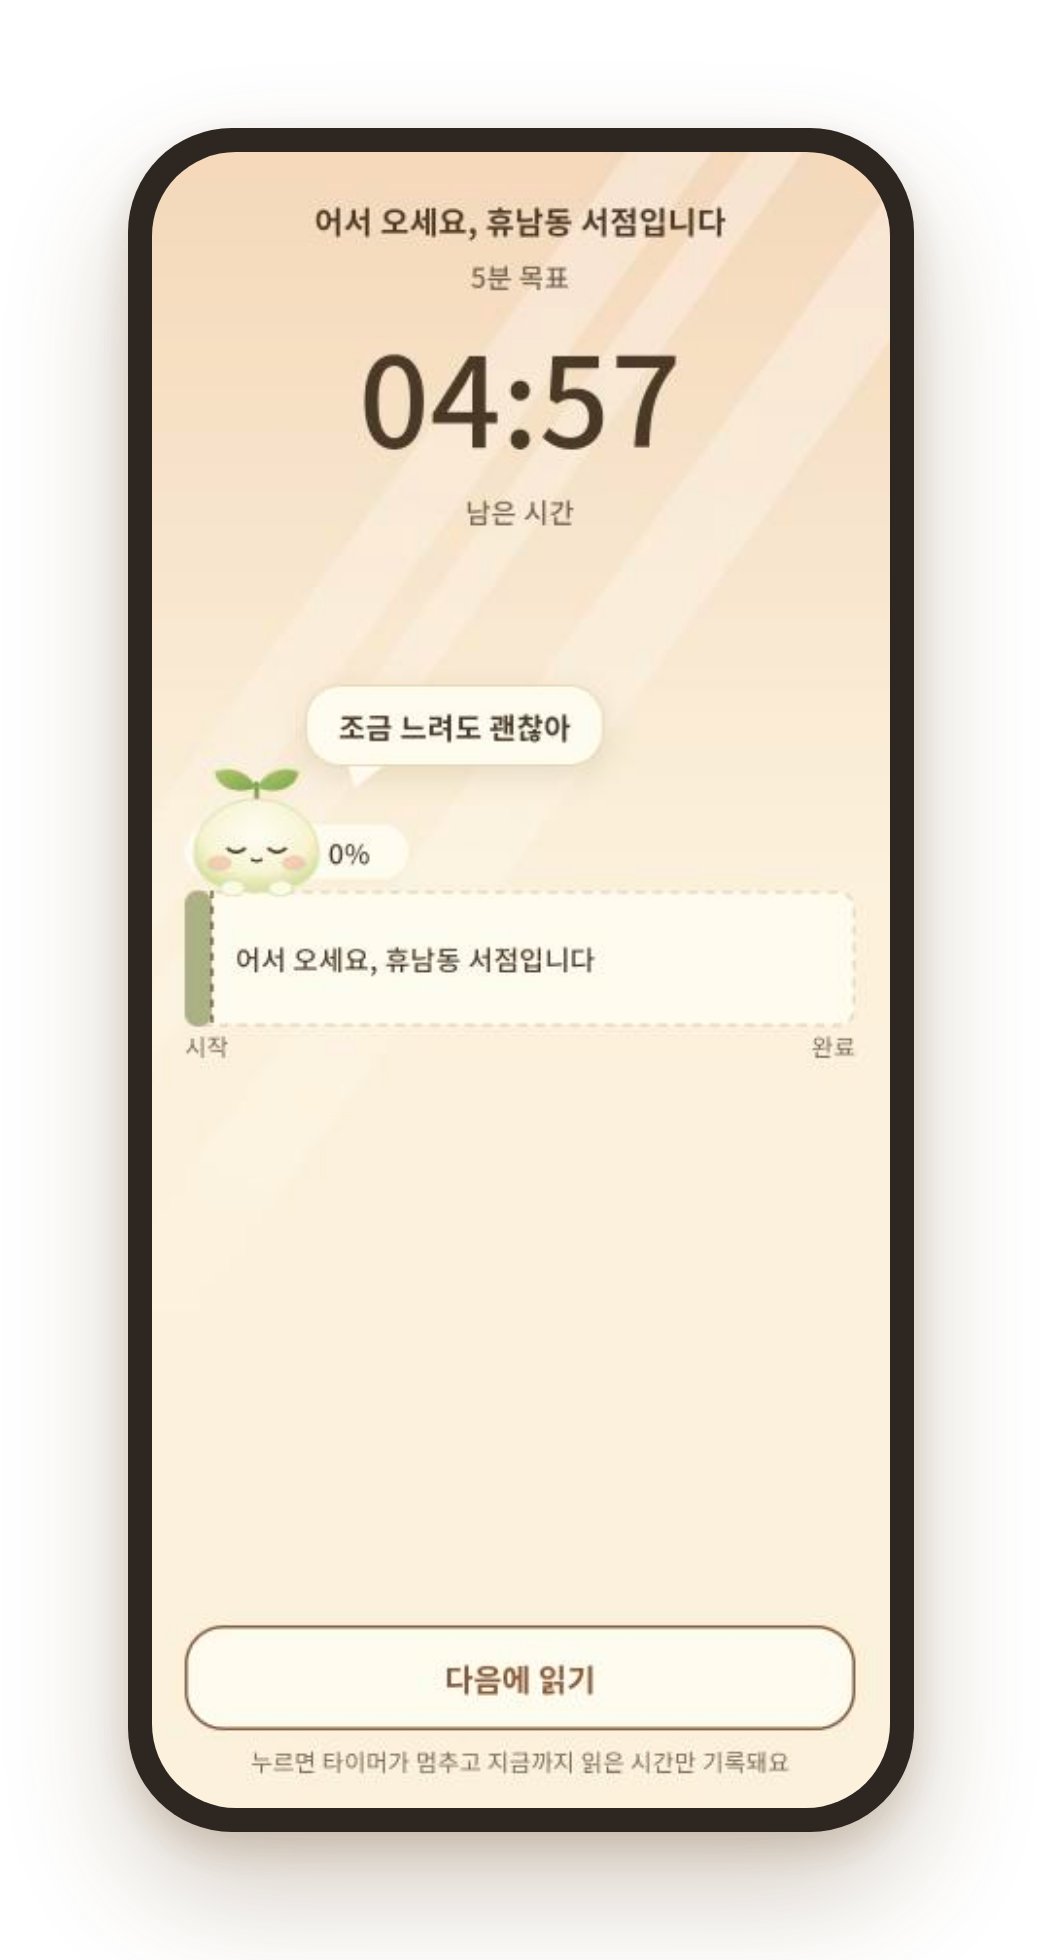 어서 오세요, 휴남동 서점입니다
5분 목표
04:57
남은 시간
조금 느려도 괜찮아
0%
어서 오세요, 휴남동 서점입니다
시작
완료
다음에 읽기
누르면 타이머가 멈추고 지금까지 읽은 시간만 기록돼요